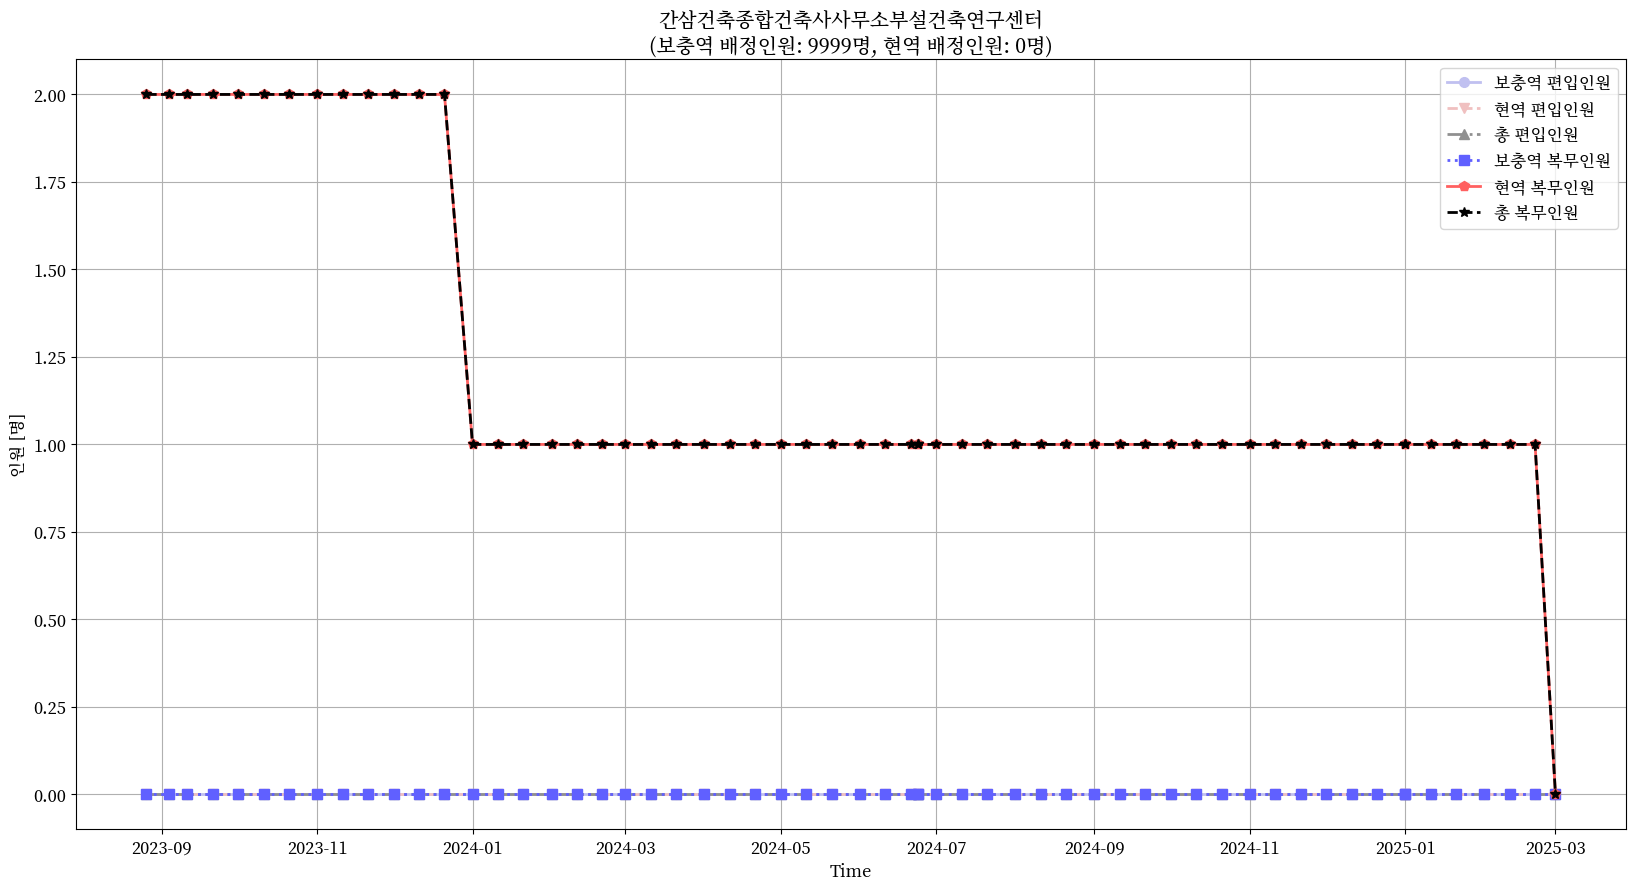 간삼건축종합건축사사무소부설건축연구센터
(보충역 배정인원: 9999명, 현역 배정인원: 0명)
보충역 편입인원
현역 편입인원
총 편입인원
보충역 복무인원
현역 복무인원
총 복무인원
인원 [명]
2.00
1.75
1.50
1.25
1.00
0.75
0.50
0.25
0.00
2023-09 2023-11 2024-01 2024-03 2024-05 2024-07 2024-09 2024-11 2025-01 2025-03
Time